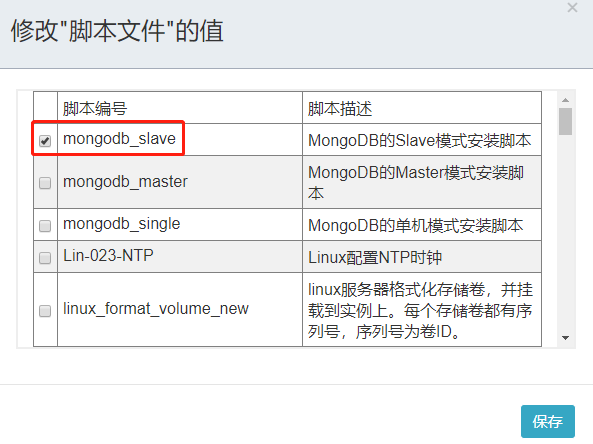 修改"脚本文件"的值
×
脚本编号 脚本描述
mongodb_slave MongoDB的Slave模式安装脚本
mongodb_master MongoDB的Master模式安装脚
本
mongodb_single MongoDB的单机模式安装脚本
Lin-023-NTP Linux配置NTP时钟
linux_format_volume_new linux服务器格式化存储卷，并挂
载到实例上。每个存储卷都有序
列号，序列号为卷ID。
保存